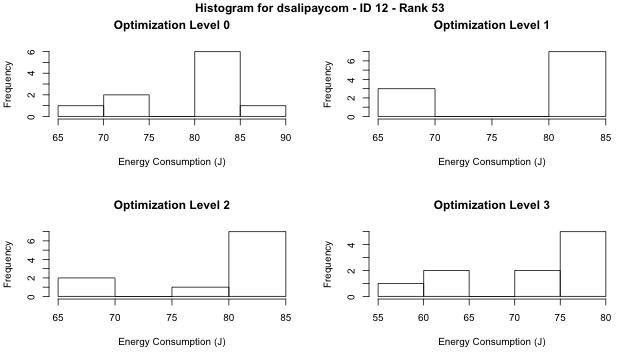 Histogram for dsalipaycom - ID 12 - Rank 53
Optimization Level 0
Frequency
0 2 4 6
65 70 75 80 85 90
Energy Consumption (J)
Optimization Level 1
Frequency
0 2 4 6
65 70 75 80 85
Energy Consumption (J)
Optimization Level 2
Frequency
0 2 4 6
65 70 75 80 85
Energy Consumption (J)
Optimization Level 3
Frequency
0 2 4
55 60 65 70 75 80
Energy Consumption (J)